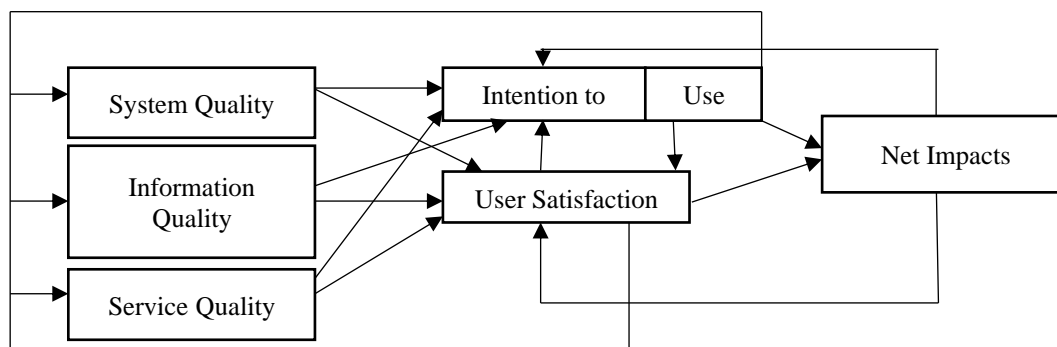 System Quality
Information
Quality
Service Quality
Intention to
Use
User Satisfaction
Net Impacts